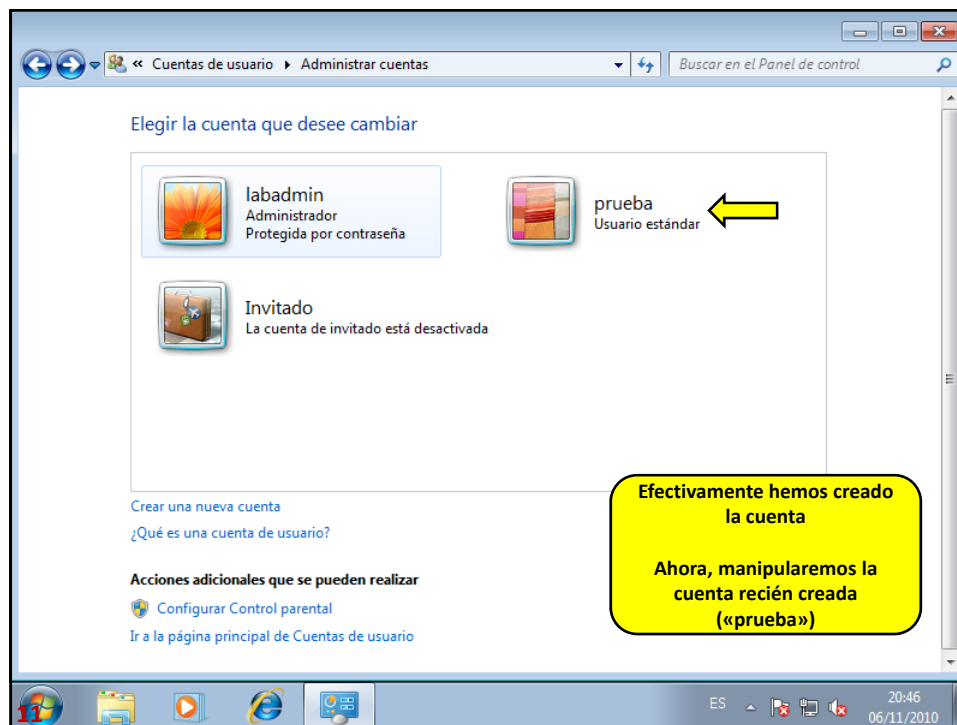 « Cuentas de usuario Administrar cuentas
Buscar en el Panel de control
Elegir la cuenta que desee cambiar
labadmin
Administrador
Protegida por contraseña
prueba
Usuario estándar
Invitado
La cuenta de invitado está desactivada
Crear una nueva cuenta
¿Qué es una cuenta de usuario?
Acciones adicionales que se pueden realizar
Configurar Control parental
Ir a la página principal de Cuentas de usuario
Efectivamente hemos creado
la cuenta
Ahora, manipularemos la
cuenta recién creada
(«prueba»)
11
ES
20:46
06/11/2010